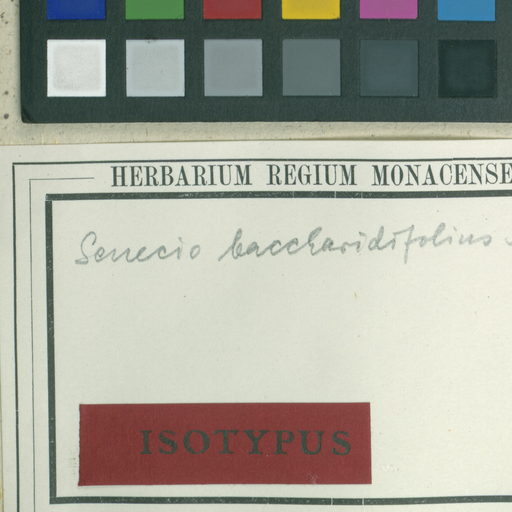 HERBARIUM REGIUM MONACENSE
Senecio baccharidifolius
ISOTYPUS